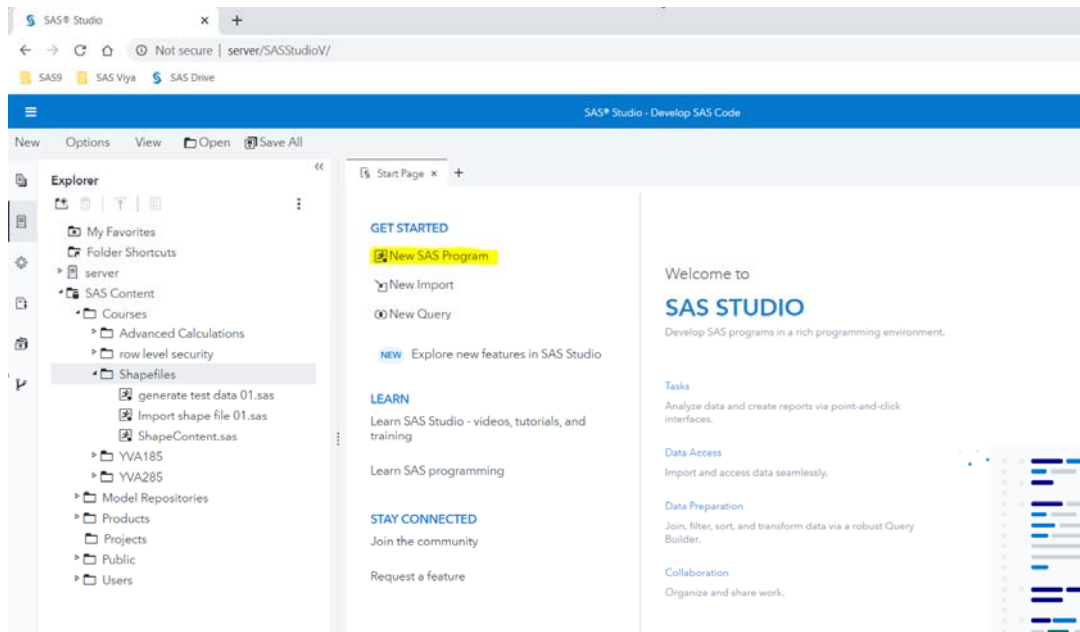 SAS® Studio
Not secure | server/SASStudioV/
SAS9 SAS Viya SAS Drive
SAS® Studio - Develop SAS Code
New Options View Open Save All
Explorer
My Favorites
Folder Shortcuts
server
SAS Content
Courses
Advanced Calculations
row level security
Shapefiles
generate test data 01.sas
Import shape file 01.sas
ShapeContent.sas
YVA185
YVA285
Model Repositories
Products
Projects
Public
Users
Start Page
GET STARTED
New SAS Program
New Import
New Query
NEW Explore new features in SAS Studio
LEARN
Learn SAS Studio - videos, tutorials, and
training
Learn SAS programming
STAY CONNECTED
Join the community
Request a feature
Welcome to
SAS STUDIO
Develop SAS programs in a rich programming environment.
Tasks
Analyze data and create reports via point-and-click
interfaces.
Data Access
Import and access data seamlessly.
Data Preparation
Join, filter, sort, and transform data via a robust Query
Builder.
Collaboration
Organize and share work.